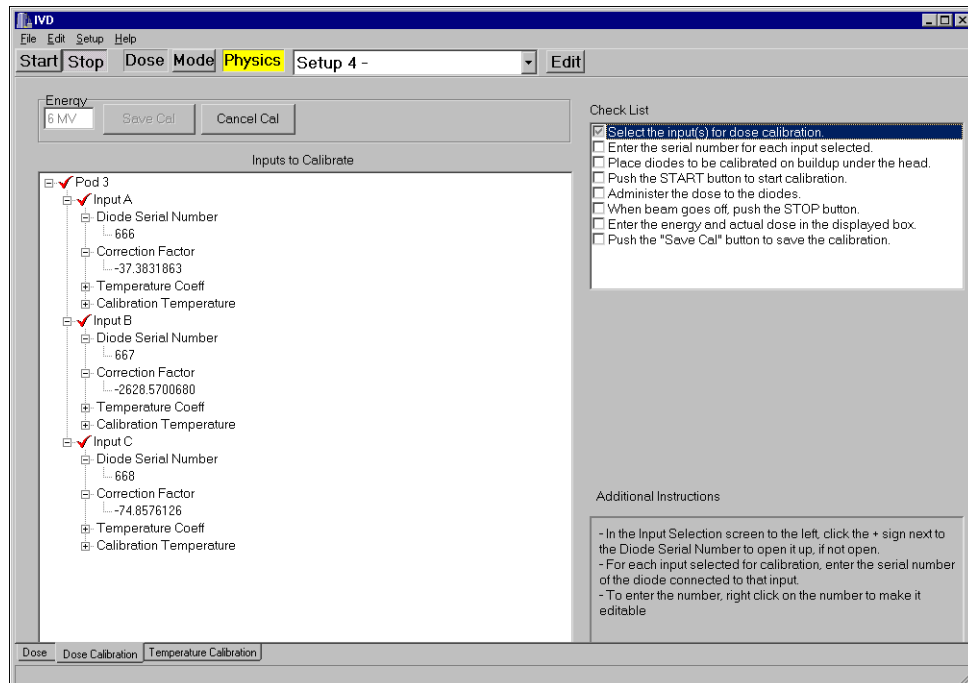 IVD
File Edit Setup Help
Start Stop Dose Mode Physics Setup 4 - Edit
Energy
6 MV Save Cal Cancel Cal
Inputs to Calibrate
Pod 3
Input A
Diode Serial Number
666
Correction Factor
-37.3831863
Temperature Coeff
Calibration Temperature
Input B
Diode Serial Number
667
Correction Factor
-2628.5700680
Temperature Coeff
Calibration Temperature
Input C
Diode Serial Number
668
Correction Factor
-74.8576126
Temperature Coeff
Calibration Temperature
Check List
Select the input(s) for dose calibration.
Enter the serial number for each input selected.
Place diodes to be calibrated on buildup under the head.
Push the START button to start calibration.
Administer the dose to the diodes.
When beam goes off, push the STOP button.
Enter the energy and actual dose in the displayed box.
Push the "Save Cal" button to save the calibration.
Additional Instructions
- In the Input Selection screen to the left, click the + sign next to
the Diode Serial Number to open it up, if not open.
- For each input selected for calibration, enter the serial number
of the diode connected to that input.
- To enter the number, right click on the number to make it
editable
Dose Dose Calibration Temperature Calibration